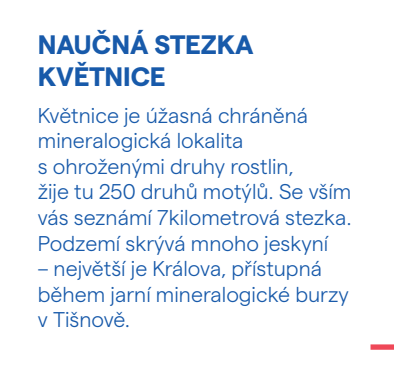 NAUČNÁ STEZKA
KVĚTNICE
Květnice je úžasná chráněná
mineralogická lokalita
s ohroženými druhy rostlin,
žije tu 250 druhů motýlů. Se vším
vás seznámí 7kilometrová stezka.
Podzemí skrývá mnoho jeskyní
– největší je Králova, přístupná
během jarní mineralogické burzy
v Tišnově.